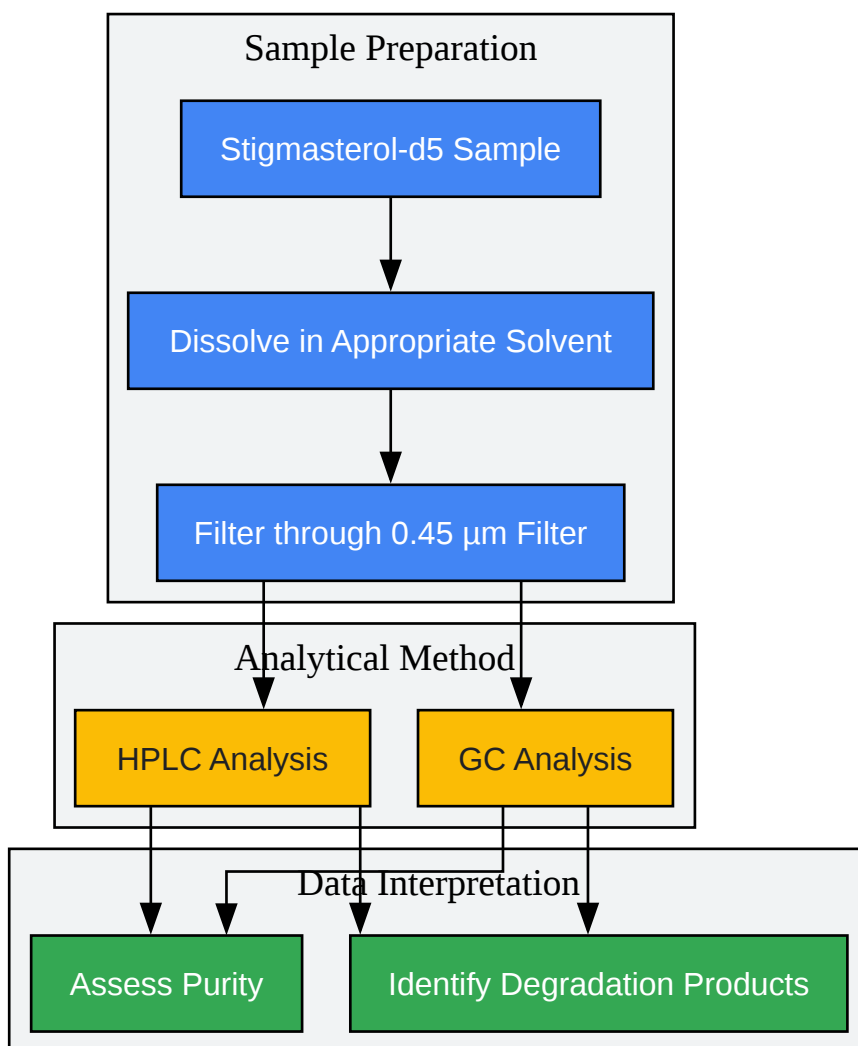 Sample Preparation
Stigmasterol-d5 Sample
Dissolve in Appropriate Solvent
Filter through 0.45 µm Filter
Analytical Method
HPLC Analysis
GC Analysis
Data Interpretation
Assess Purity
Identify Degradation Products